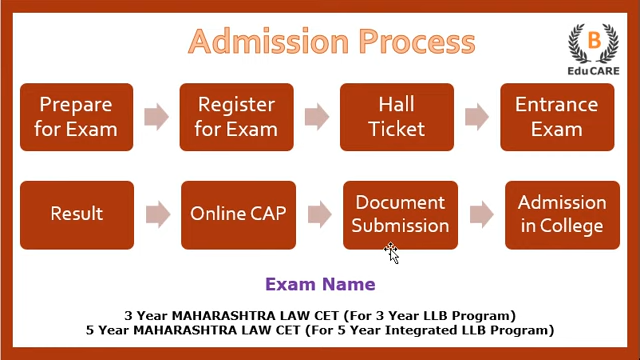 Admission Process
B
EduCARE
Prepare
for Exam
Register
for Exam
Hall
Ticket
Entrance
Exam
Result
Online CAP
Document
Submission
Admission
in College
Exam Name
3 Year MAHARASHTRA LAW CET (For 3 Year LLB Program)
5 Year MAHARASHTRA LAW CET (For 5 Year Integrated LLB Program)